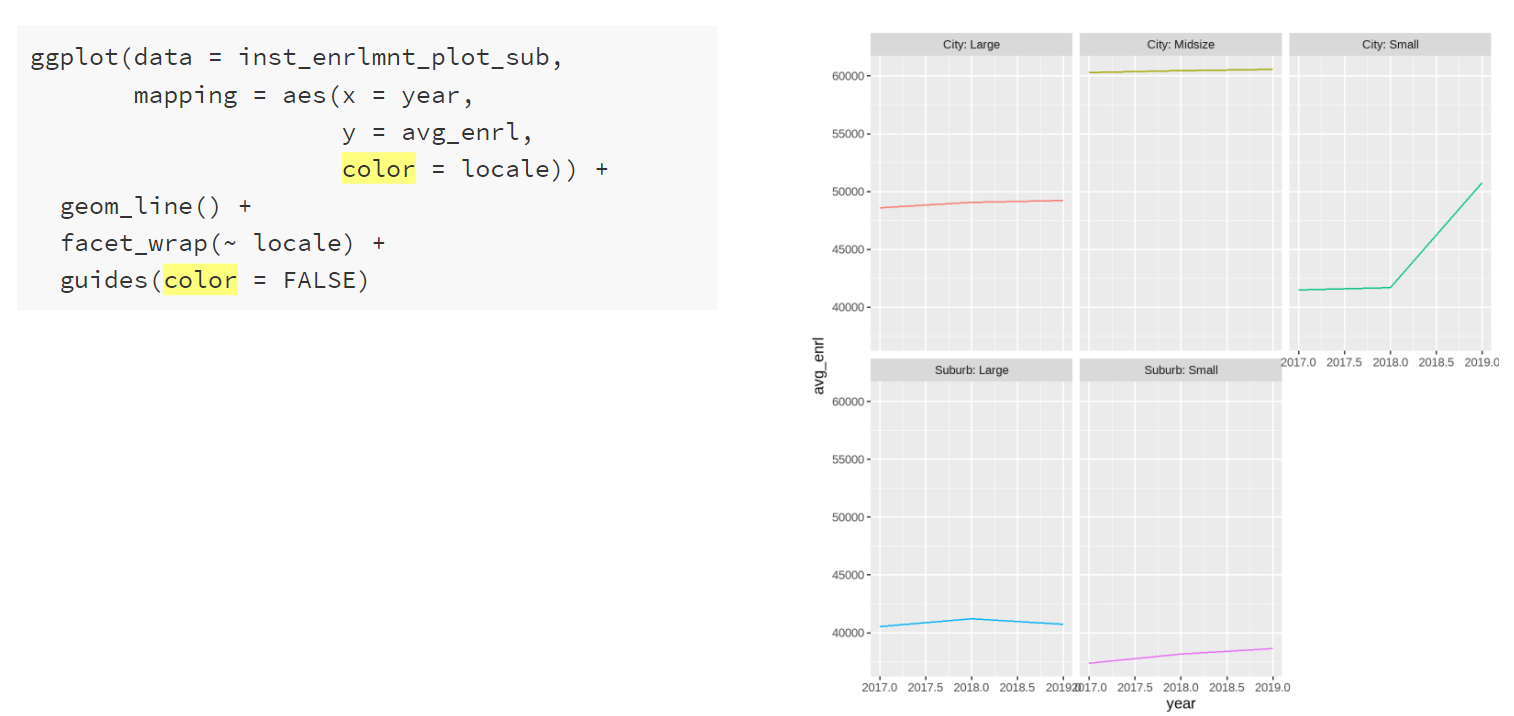 ggplot(data = inst_enrlmnt_plot_sub,
mapping = aes(x = year,
y = avg_enrl,
color = locale)) +
geom_line() +
facet_wrap(~ locale) +
guides(color = FALSE)
City: Large City: Midsize City: Small
60000
55000
50000
45000
40000
2017.0 2017.5 2018.0 2018.5 2019.0
avg_enrl
Suburb: Large Suburb: Small
60000
55000
50000
45000
40000
2017.0 2017.5 2018.0 2018.5 2019.0 2017.0 2017.5 2018.0 2018.5 2019.0
year